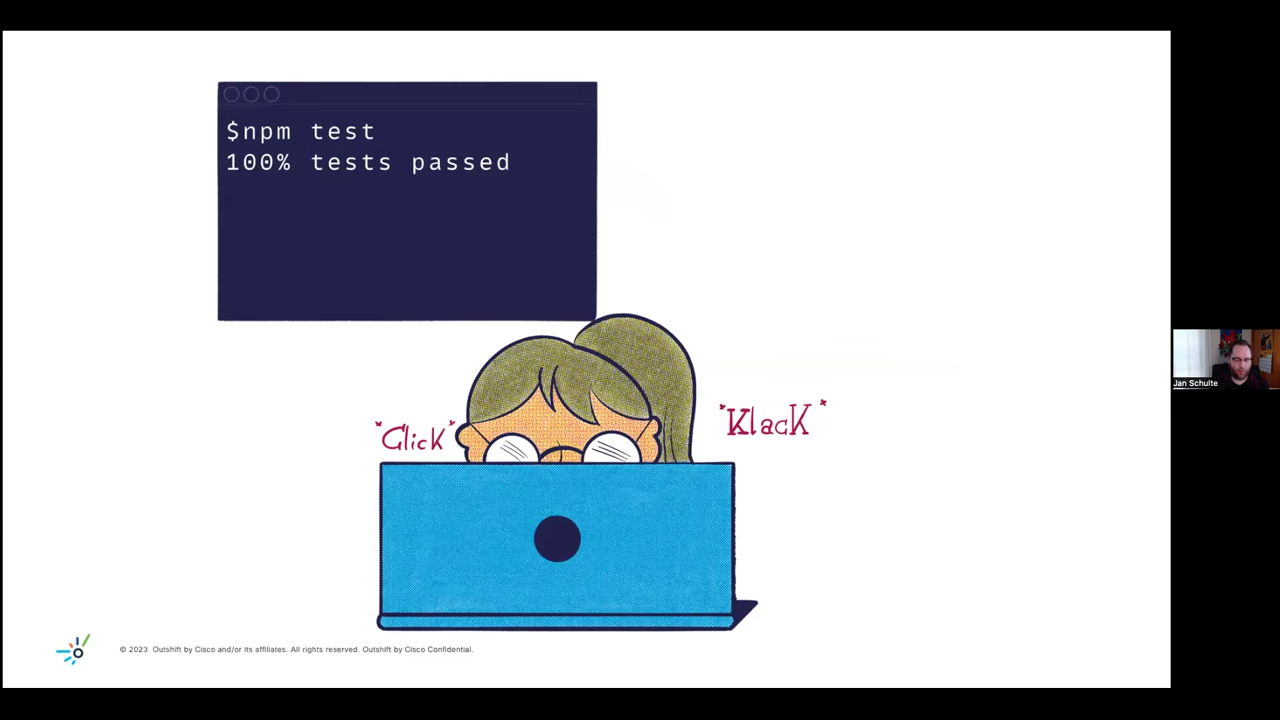 $npm test
100% tests passed
"Click"
"KlacK"
Jan Schulte
© 2023 Outshift by Cisco and/or its affiliates. All rights reserved. Outshift by Cisco Confidential.